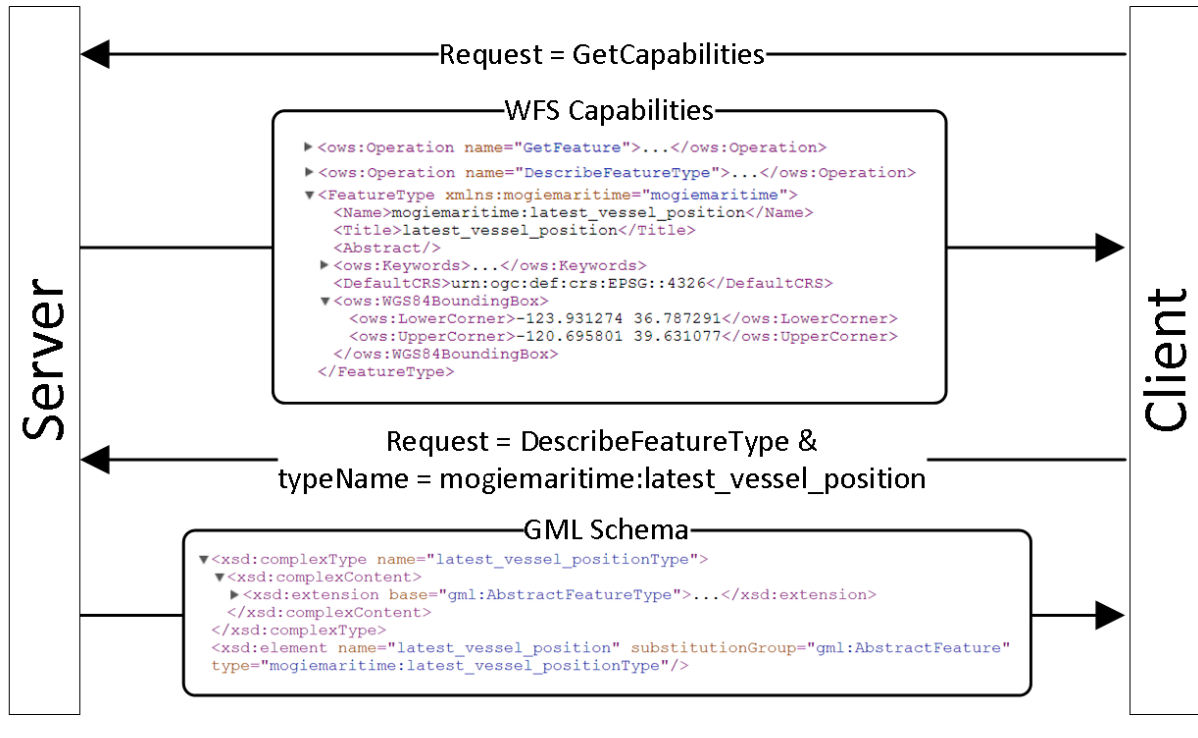 Request = GetCapabilities
WFS Capabilities
<ows:Operation name="GetFeature">...</ows:Operation>
<ows:Operation name="DescribeFeatureType">...</ows:Operation>
<FeatureType xmlns:mogiemaritime="mogiemaritime">
<Name>mogiemaritime:latest_vessel_position</Name>
<Title>latest_vessel_position</Title>
<Abstract/>
<ows:Keywords>...</ows:Keywords>
<DefaultCRS>urn:ogc:def:crs:EPSG::4326</DefaultCRS>
<ows:WGS84BoundingBox>
<ows:LowerCorner>-123.931274 36.787291</ows:LowerCorner>
<ows:UpperCorner>-120.695801 39.631077</ows:UpperCorner>
</ows:WGS84BoundingBox>
</FeatureType>
Server
Client
Request = DescribeFeatureType &
typeName = mogiemaritime:latest_vessel_position
GML Schema
<xsd:complexType name="latest_vessel_positionType">
<xsd:complexContent>
<xsd:extension base="gml:AbstractFeatureType">...</xsd:extension>
</xsd:complexContent>
</xsd:complexType>
<xsd:element name="latest_vessel_position" substitutionGroup="gml:AbstractFeature"
type="mogiemaritime:latest_vessel_positionType"/>